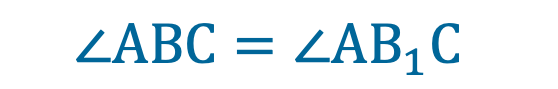 ∠ABC = ∠AB₁C